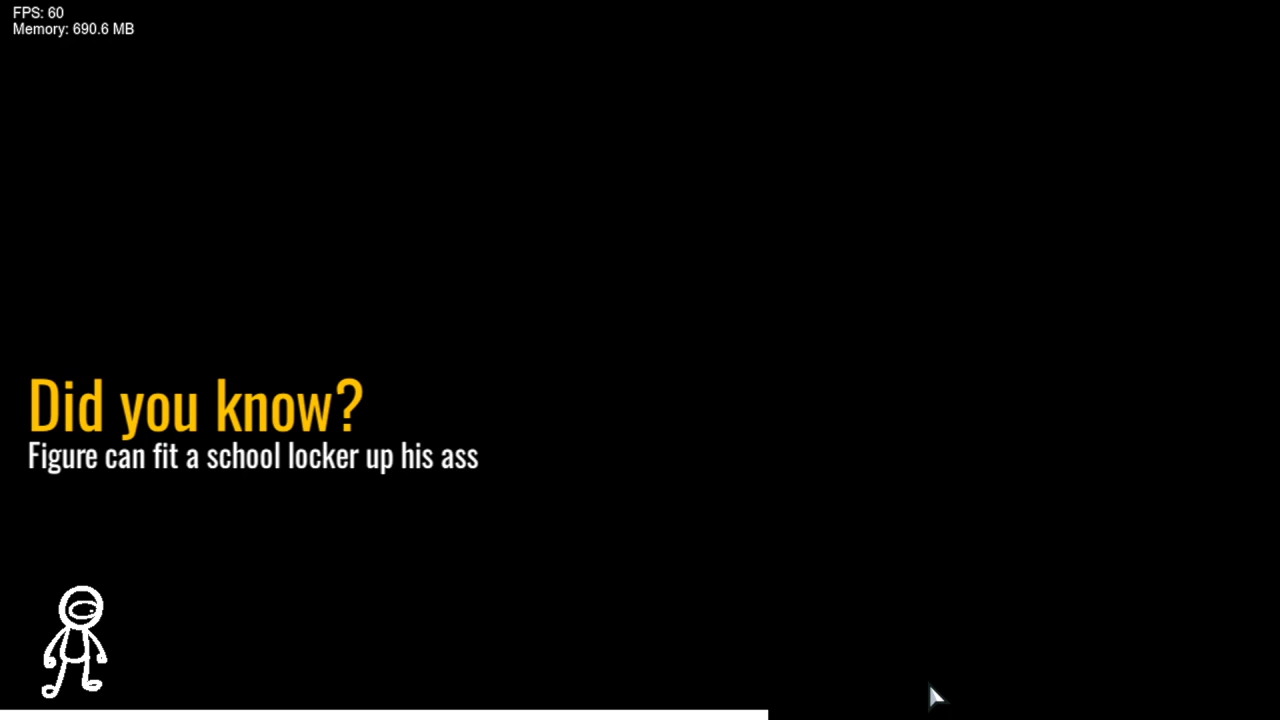 FPS: 60
Memory: 690.6 MB
Did you know?
Figure can fit a school locker up his ass